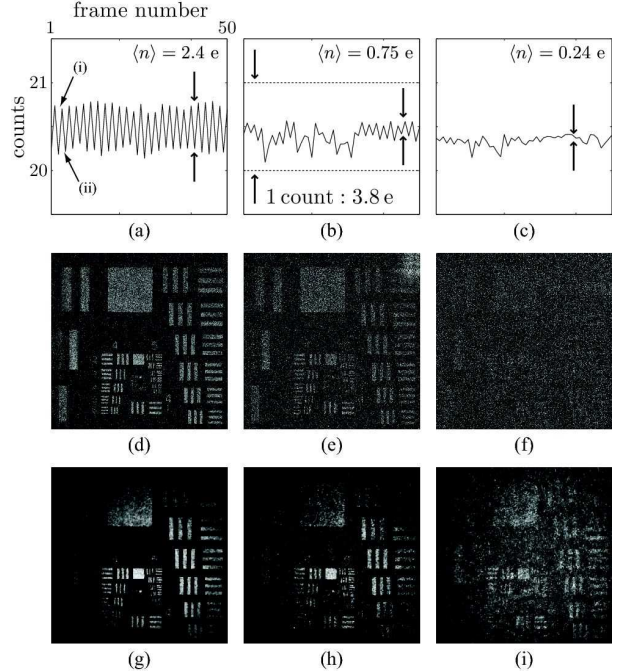 frame number
1 50
⟨n⟩ = 2.4 e
⟨n⟩ = 0.75 e
⟨n⟩ = 0.24 e
counts
21
20
(i)
(ii)
1 count : 3.8 e
(a) (b) (c)
(d) (e) (f)
(g) (h) (i)